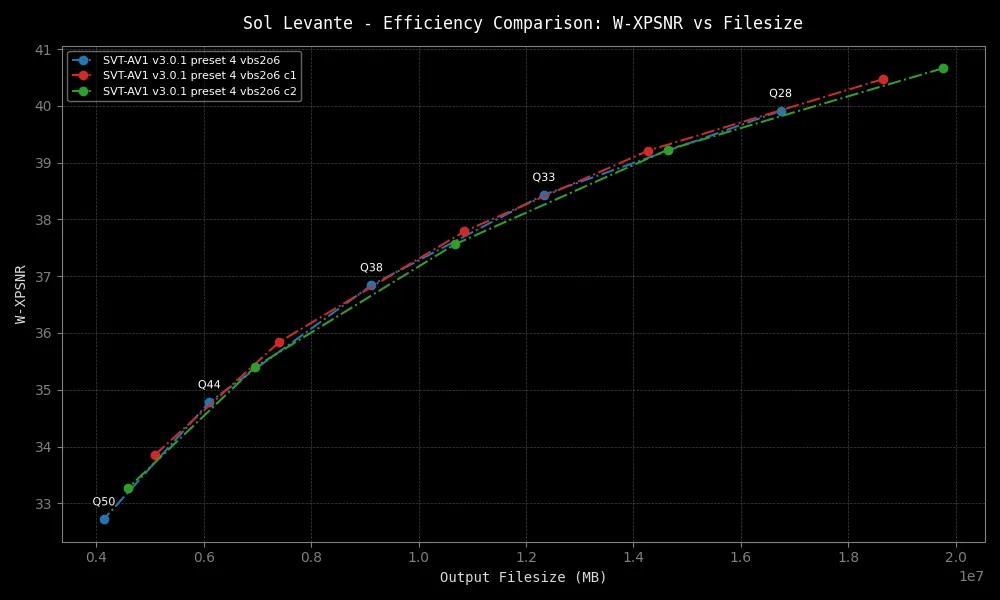 Sol Levante - Efficiency Comparison: W-XPSNR vs Filesize
SVT-AV1 v3.0.1 preset 4 vbs2o6
SVT-AV1 v3.0.1 preset 4 vbs2o6 c1
SVT-AV1 v3.0.1 preset 4 vbs2o6 c2
41
40
39
38
37
36
35
34
33
W-XPSNR
Q28
Q33
Q38
Q44
Q50
0.4
0.6
0.8
1.0
1.2
1.4
1.6
1.8
2.0
1e7
Output Filesize (MB)